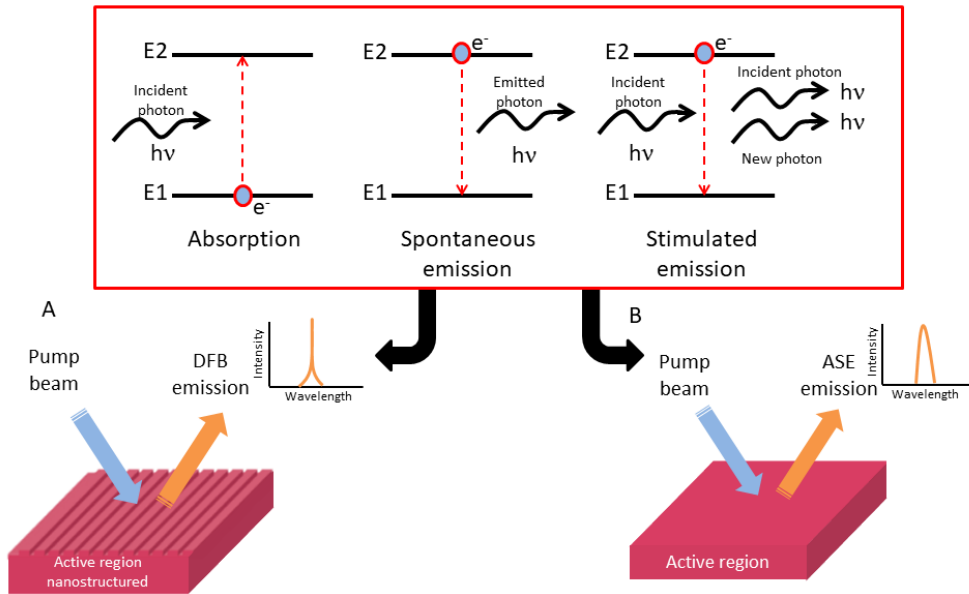 E2
e⁻
E2
e⁻
E2
Incident
photon
hν
Emitted
photon
hν
Incident
photon
hν
Incident photon
hν
hν
New photon
E1
e⁻
E1
E1
Absorption
Spontaneous
emission
Stimulated
emission
A
Pump
beam
DFB
emission
Intensity
Wavelength
Active region
nanostructured
B
Pump
beam
ASE
emission
Intensity
Wavelength
Active region